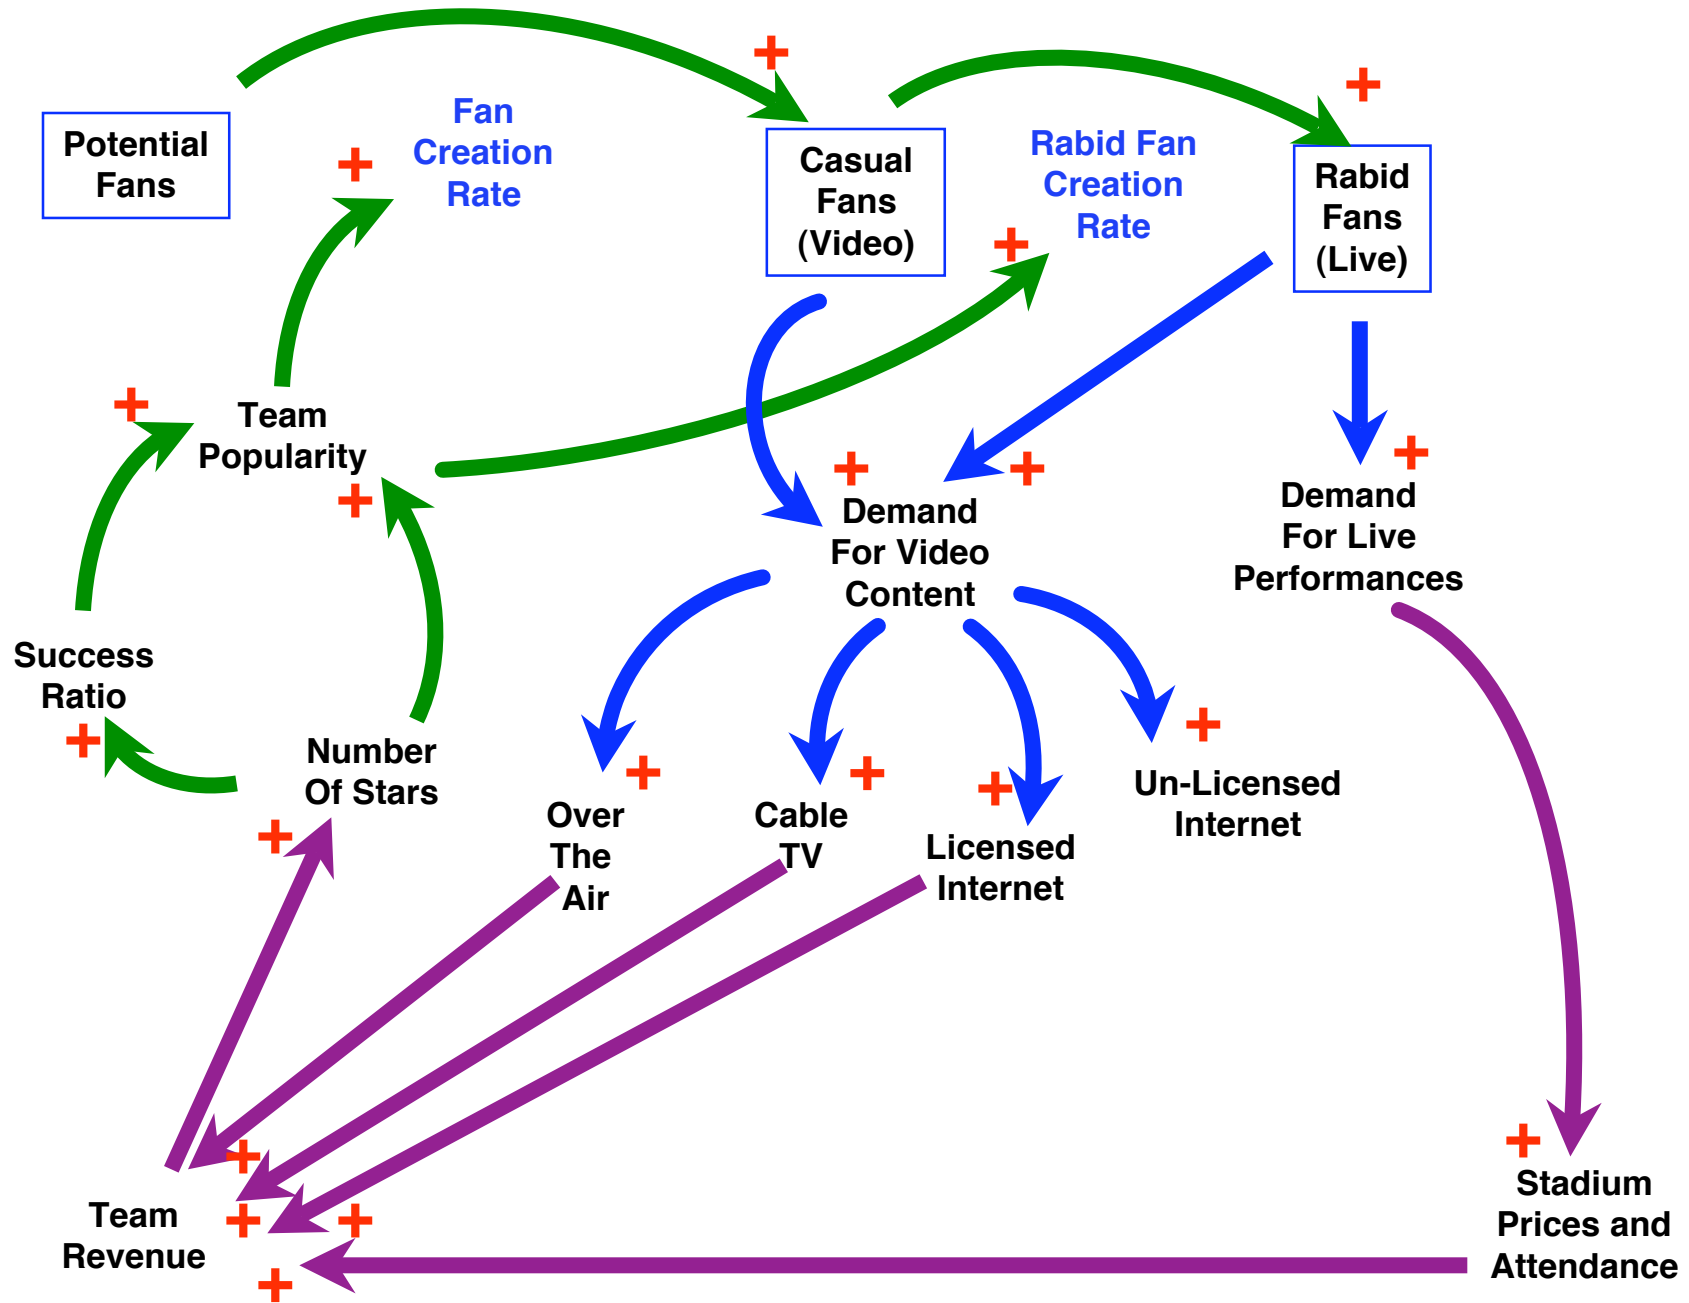 Potential
Fans
Fan
Creation
Rate
Casual
Fans
(Video)
Rabid Fan
Creation
Rate
Rabid
Fans
(Live)
Team
Popularity
Demand
For Video
Content
Demand
For Live
Performances
Success
Ratio
Number
Of Stars
Over
The
Air
Cable
TV
Licensed
Internet
Un-Licensed
Internet
Team
Revenue
Stadium
Prices and
Attendance